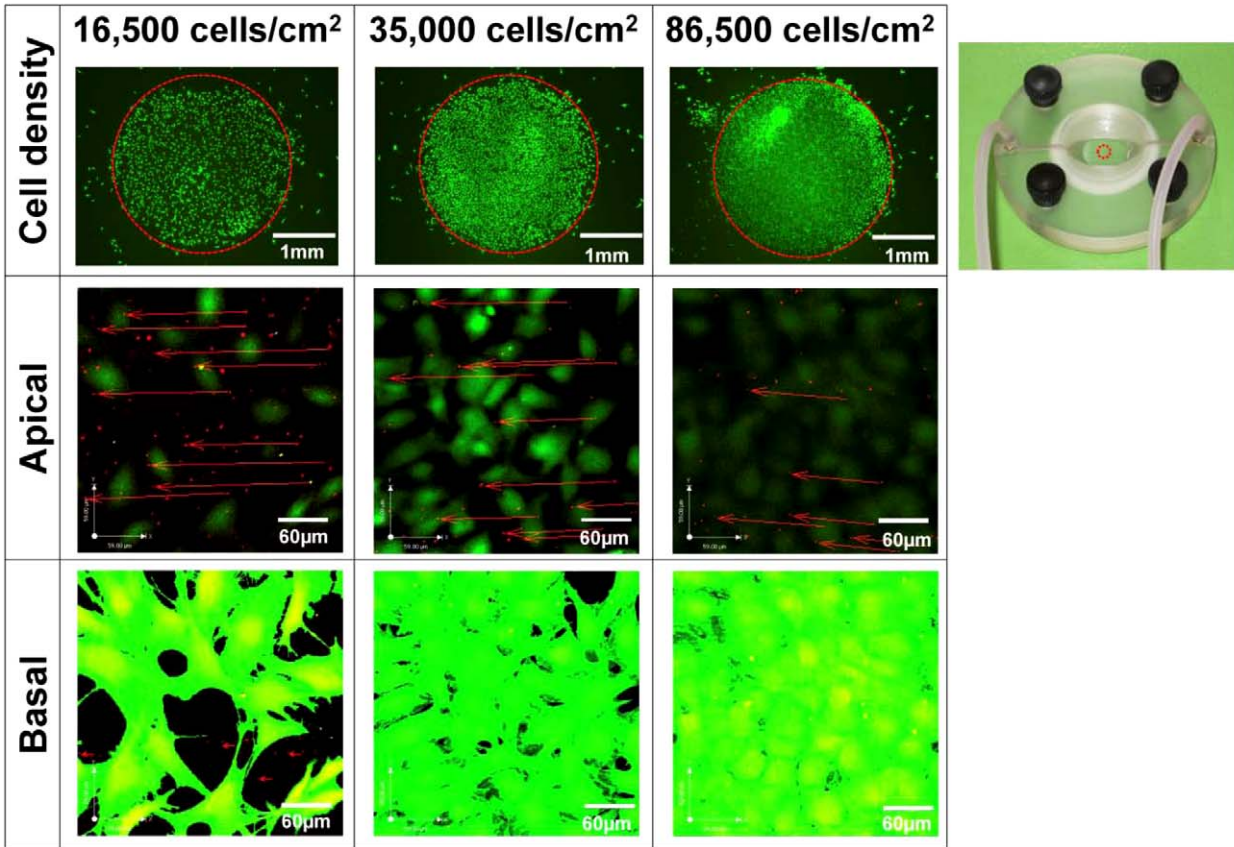 16,500 cells/cm² 35,000 cells/cm² 86,500 cells/cm²
Cell density
1mm 1mm 1mm
Apical
60µm 60µm 60µm
Basal
60µm 60µm 60µm